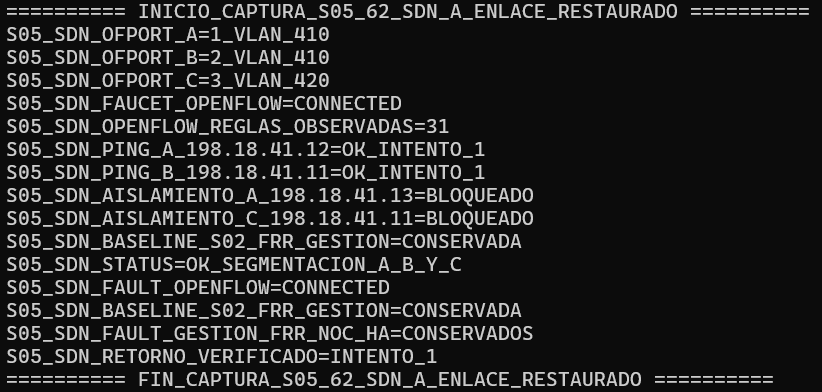 ========== INICIO_CAPTURA_S05_62_SDN_A_ENLACE_RESTAURADO ==========
S05_SDN_OFPORT_A=1_VLAN_410
S05_SDN_OFPORT_B=2_VLAN_410
S05_SDN_OFPORT_C=3_VLAN_420
S05_SDN_FAUCET_OPENFLOW=CONNECTED
S05_SDN_OPENFLOW_REGLAS_OBSERVADAS=31
S05_SDN_PING_A_198.18.41.12=OK_INTENTO_1
S05_SDN_PING_B_198.18.41.11=OK_INTENTO_1
S05_SDN_AISLAMIENTO_A_198.18.41.13=BLOQUEADO
S05_SDN_AISLAMIENTO_C_198.18.41.11=BLOQUEADO
S05_SDN_BASELINE_S02_FRR_GESTION=CONSERVADA
S05_SDN_STATUS=OK_SEGMENTACION_A_B_Y_C
S05_SDN_FAULT_OPENFLOW=CONNECTED
S05_SDN_BASELINE_S02_FRR_GESTION=CONSERVADA
S05_SDN_FAULT_GESTION_FRR_NOC_HA=CONSERVADOS
S05_SDN_RETORNO_VERIFICADO=INTENTO_1
========== FIN_CAPTURA_S05_62_SDN_A_ENLACE_RESTAURADO ==========